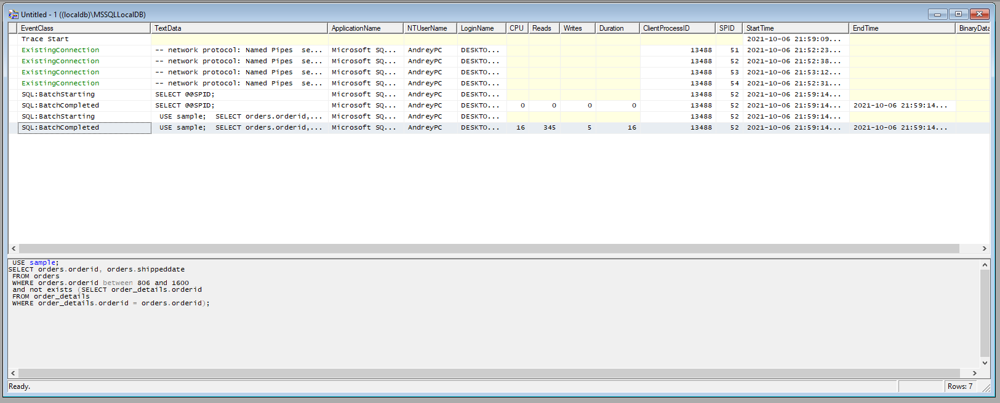 Untitled - 1 ((localdb)\MSSQLLocalDB)
EventClass TextData ApplicationName NTUserName LoginName CPU Reads Writes Duration ClientProcessID SPID StartTime EndTime BinaryData
Trace Start 2021-10-06 21:59:09...
ExistingConnection -- network protocol: Named Pipes  se... Microsoft SQ... AndreyPC DESKTO... 13488 51 2021-10-06 21:52:23...
ExistingConnection -- network protocol: Named Pipes  se... Microsoft SQ... AndreyPC DESKTO... 13488 52 2021-10-06 21:52:38...
ExistingConnection -- network protocol: Named Pipes  se... Microsoft SQ... AndreyPC DESKTO... 13488 53 2021-10-06 21:53:12...
ExistingConnection -- network protocol: Named Pipes  se... Microsoft SQ... AndreyPC DESKTO... 13488 54 2021-10-06 21:52:31...
SQL:BatchStarting SELECT @@SPID; Microsoft SQ... AndreyPC DESKTO... 13488 52 2021-10-06 21:59:14...
SQL:BatchCompleted SELECT @@SPID; Microsoft SQ... AndreyPC DESKTO... 0 0 0 0 13488 52 2021-10-06 21:59:14... 2021-10-06 21:59:14...
SQL:BatchStarting USE sample;  SELECT orders.orderid,... Microsoft SQ... AndreyPC DESKTO... 13488 52 2021-10-06 21:59:14...
SQL:BatchCompleted USE sample;  SELECT orders.orderid,... Microsoft SQ... AndreyPC DESKTO... 16 345 5 16 13488 52 2021-10-06 21:59:14... 2021-10-06 21:59:14...
USE sample;
SELECT orders.orderid, orders.shippeddate
FROM orders
WHERE orders.orderid between 806 and 1600
and not exists (SELECT order_details.orderid
FROM order_details
WHERE order_details.orderid = orders.orderid);
Ready. Rows: 7